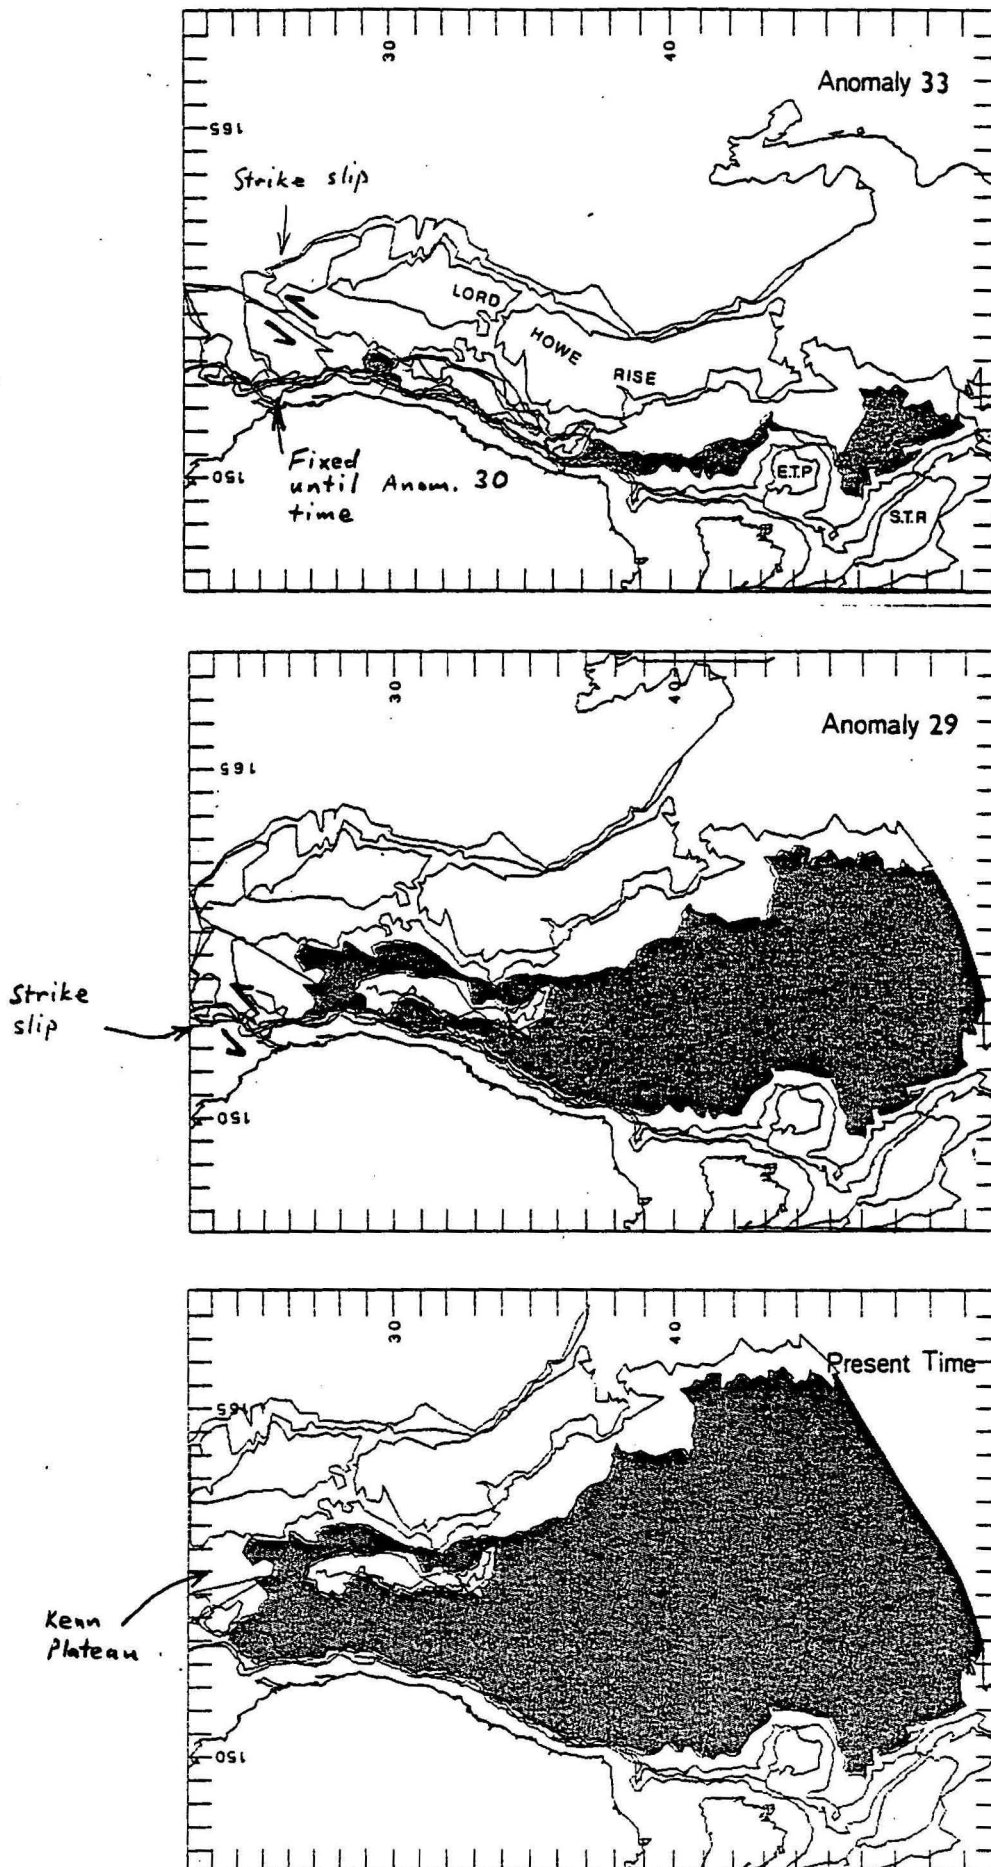 30
40
Anomaly 33
165
Strike slip
LORD
HOWE
RISE
Fixed
until Anom. 30
time
150
E.T.P
S.T.R
30
40
Anomaly 29
165
Strike
slip
150
30
40
Present Time
165
Kenn
Plateau
150